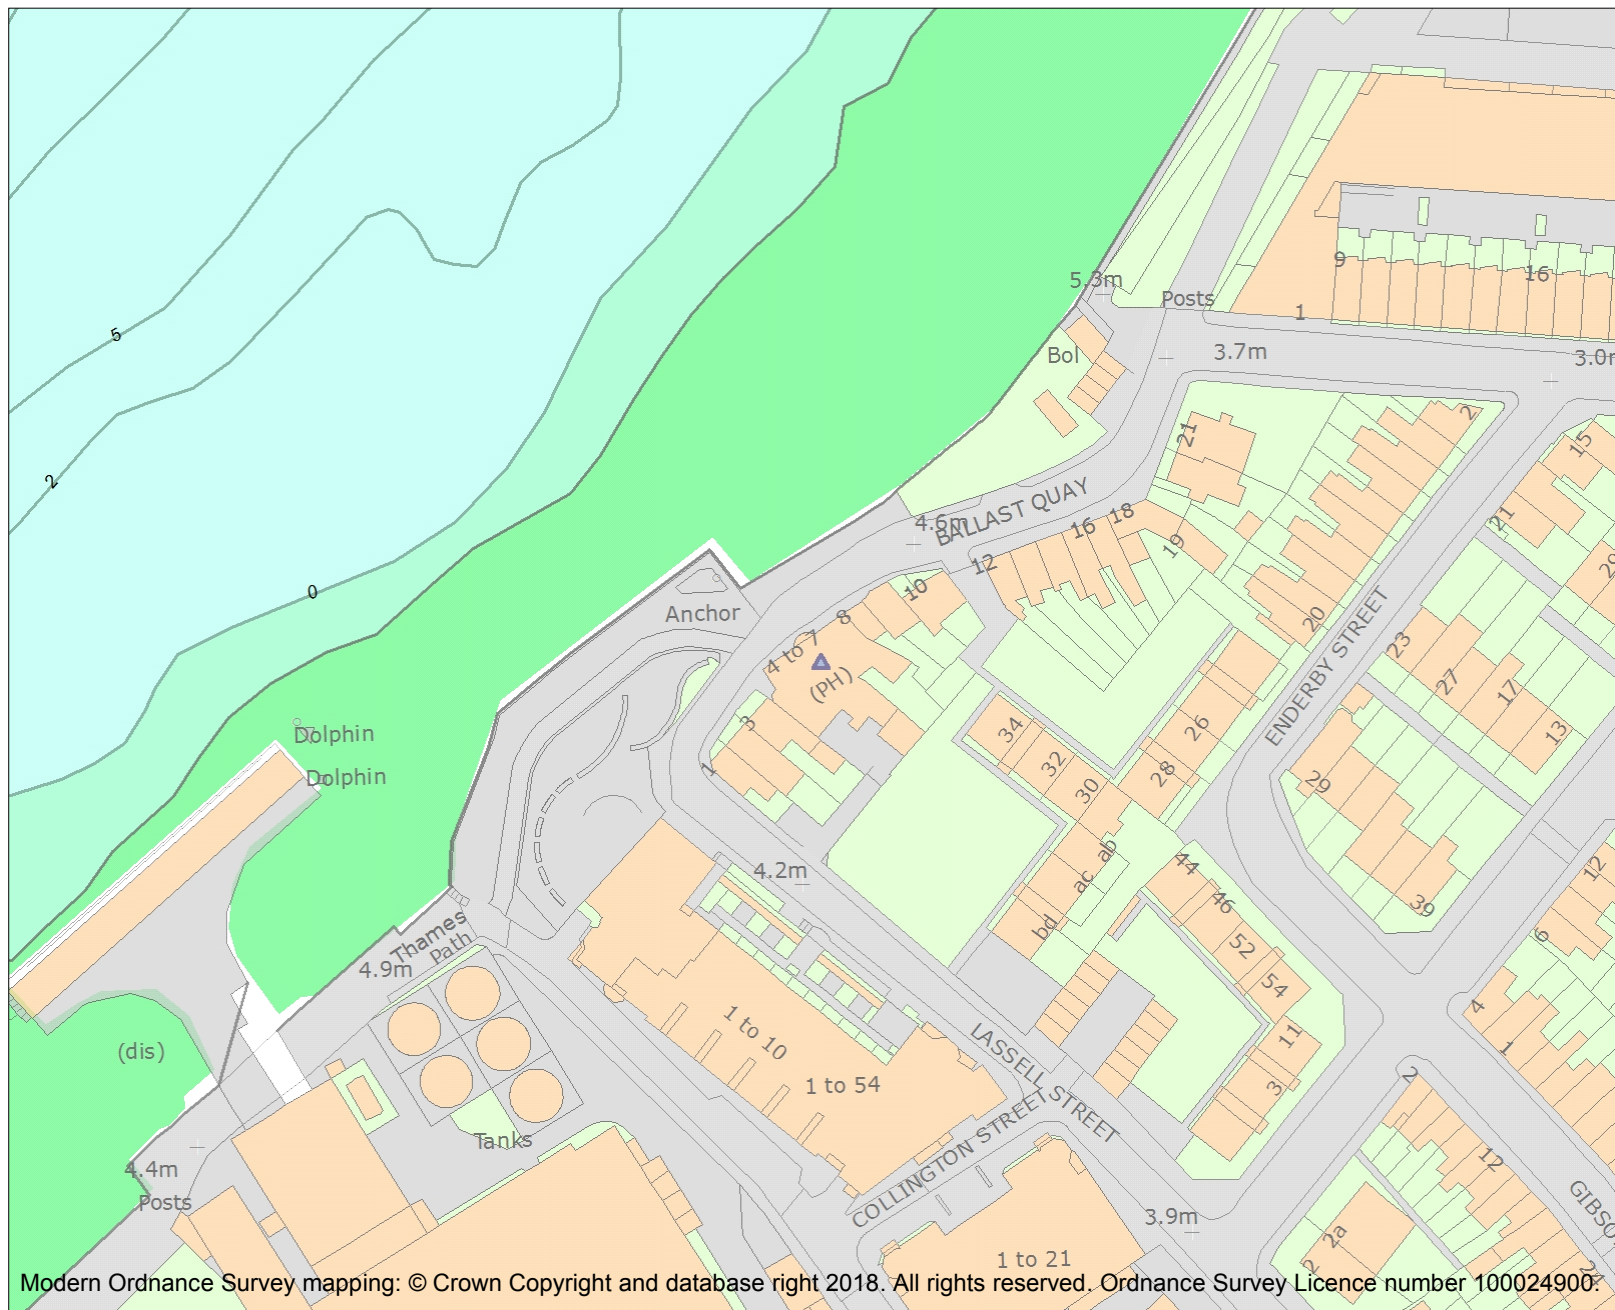 5.3m
Posts
9
16
1
5
Bol
3.7m
2
21
15
2
BALLAST QUAY
4.6m
16
18
21
12
19
0
10
Anchor
8
20
4 to 7
(PH)
23
ENDERBY STREET
27
17
13
3
34
26
Dolphin
Dolphin
1
32
28
30
29
4.2m
ab
44
12
ac
46
39
Thames
Path
bd
52
6
4.9m
54
4
1 to 10
LASSELL STREET
11
1
(dis)
1 to 54
3
2
COLLINGTON STREET
Tanks
12
4.4m
Posts
3.9m
2a
1 to 21
2
24
Modern Ordnance Survey mapping: © Crown Copyright and database right 2018. All rights reserved. Ordnance Survey Licence number 100024900.